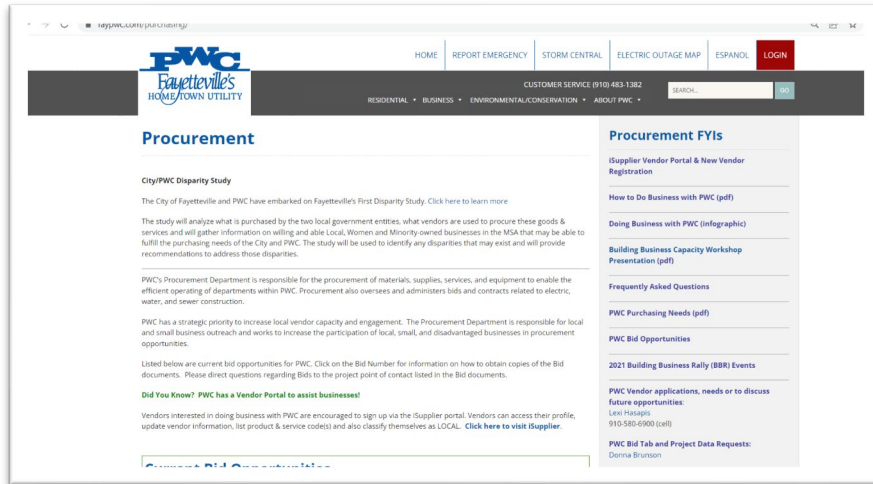 faypwc.com/purchasing/
PWC
Fayetteville's
HOMETOWN UTILITY
HOME REPORT EMERGENCY STORM CENTRAL ELECTRIC OUTAGE MAP ESPANOL LOGIN
CUSTOMER SERVICE (910) 483-1382
SEARCH... GO
RESIDENTIAL BUSINESS ENVIRONMENTAL/CONSERVATION ABOUT PWC
Procurement
City/PWC Disparity Study
The City of Fayetteville and PWC have embarked on Fayetteville's First Disparity Study. Click here to learn more
The study will analyze what is purchased by the two local government entities, what vendors are used to procure these goods &
services and will gather information on willing and able Local, Women and Minority-owned businesses in the MSA that may be able to
fulfill the purchasing needs of the City and PWC. The study will be used to identify any disparities that may exist and will provide
recommendations to address those disparities.
PWC's Procurement Department is responsible for the procurement of materials, supplies, services, and equipment to enable the
efficient operating of departments within PWC. Procurement also oversees and administers bids and contracts related to electric,
water, and sewer construction.
PWC has a strategic priority to increase local vendor capacity and engagement. The Procurement Department is responsible for local
and small business outreach and works to increase the participation of local, small, and disadvantaged businesses in procurement
opportunities.
Listed below are current bid opportunities for PWC. Click on the Bid Number for information on how to obtain copies of the Bid
documents. Please direct questions regarding Bids to the project point of contact listed in the Bid documents.
Did You Know? PWC has a Vendor Portal to assist businesses!
Vendors interested in doing business with PWC are encouraged to sign up via the iSupplier portal. Vendors can access their profile,
update vendor information, list product & service code(s) and also classify themselves as LOCAL. Click here to visit iSupplier.
Current Bid Opportunities
Procurement FYIs
iSupplier Vendor Portal & New Vendor
Registration
How to Do Business with PWC (pdf)
Doing Business with PWC (infographic)
Building Business Capacity Workshop
Presentation (pdf)
Frequently Asked Questions
PWC Purchasing Needs (pdf)
PWC Bid Opportunities
2021 Building Business Rally (BBR) Events
PWC Vendor applications, needs or to discuss
future opportunities:
Lexi Hasapis
910-580-6900 (cell)
PWC Bid Tab and Project Data Requests:
Donna Brunson